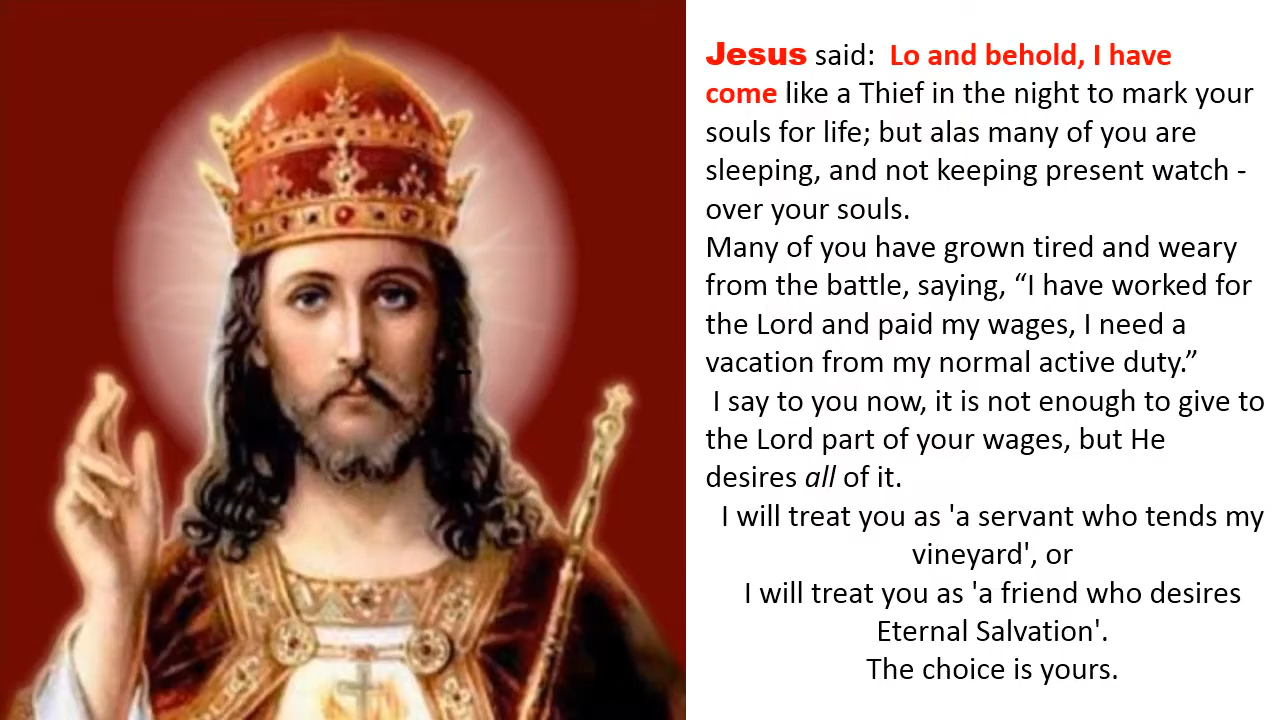 Jesus said:  Lo and behold, I have
come like a Thief in the night to mark your
souls for life; but alas many of you are
sleeping, and not keeping present watch -
over your souls.
Many of you have grown tired and weary
from the battle, saying, “I have worked for
the Lord and paid my wages, I need a
vacation from my normal active duty.”
I say to you now, it is not enough to give to
the Lord part of your wages, but He
desires all of it.
I will treat you as 'a servant who tends my
vineyard', or
I will treat you as 'a friend who desires
Eternal Salvation'.
The choice is yours.